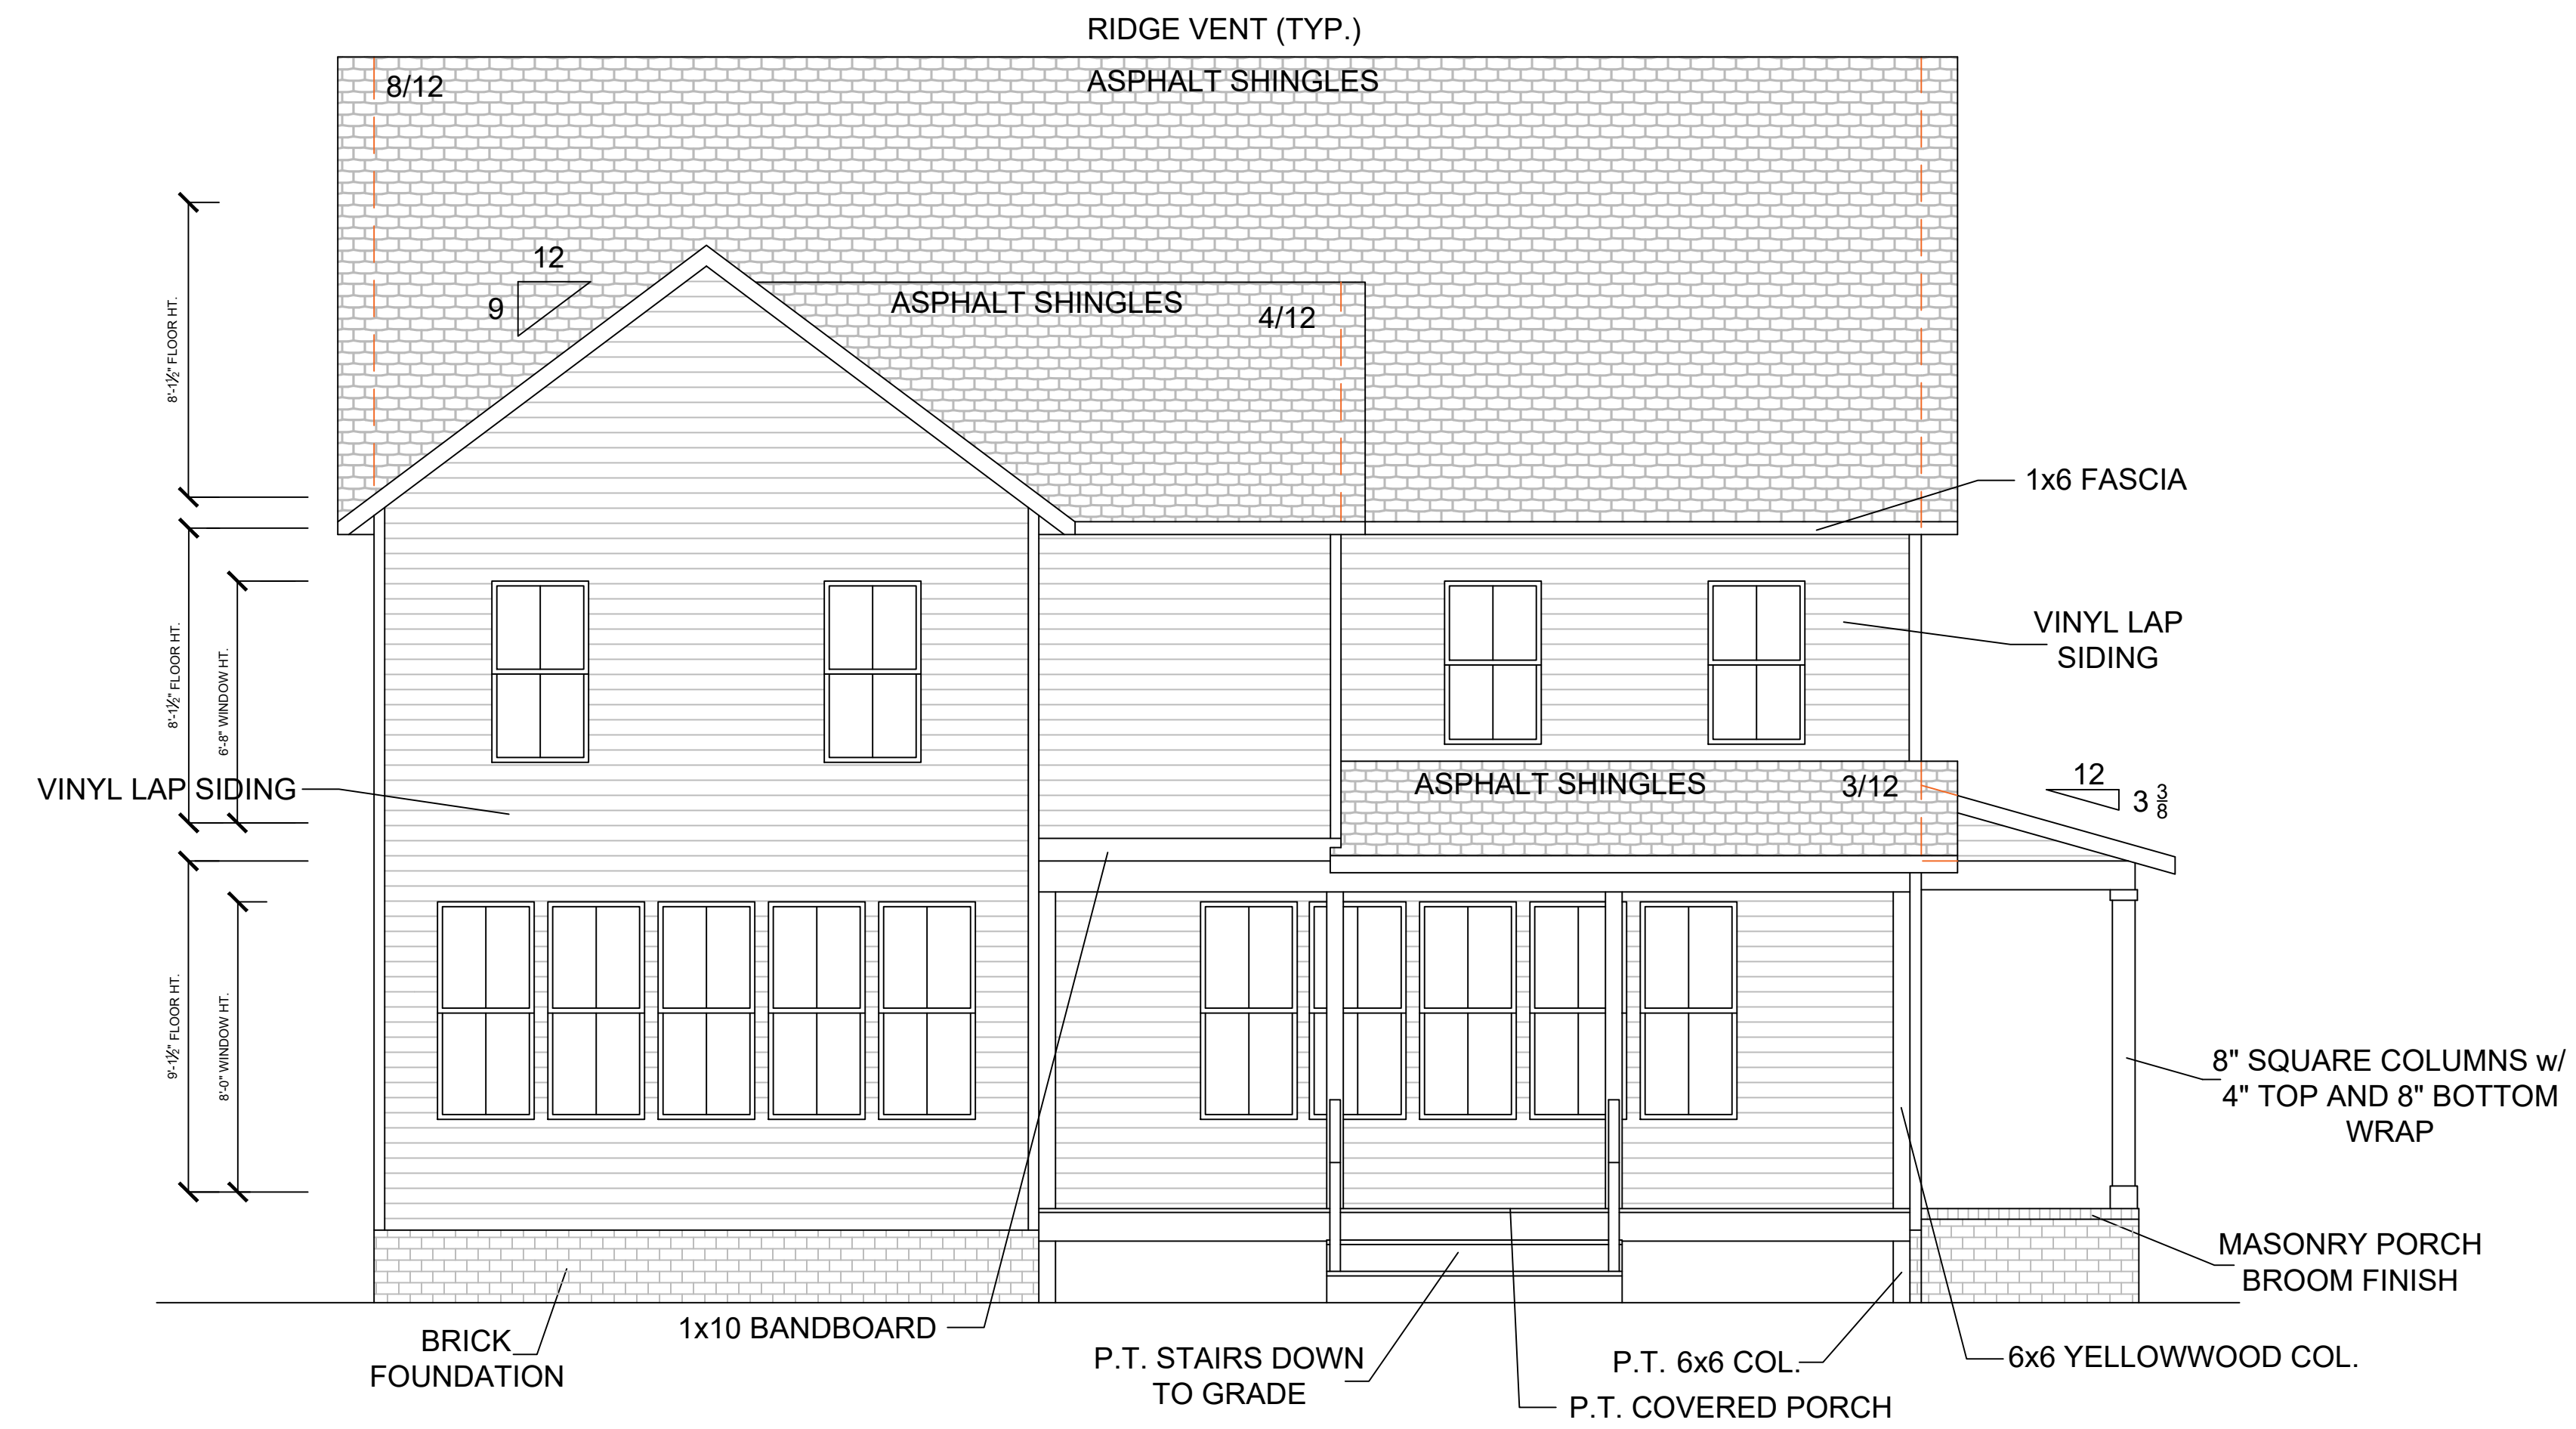 RIDGE VENT (TYP.)
ASPHALT SHINGLES
8/12
12
9
ASPHALT SHINGLES
4/12
8'-1½" FLOOR HT.
1x6 FASCIA
8'-1½" FLOOR HT.
6'-8" WINDOW HT.
VINYL LAP
SIDING
VINYL LAP SIDING
ASPHALT SHINGLES
3/12
12
3 3/8
9'-1½" FLOOR HT.
8'-0" WINDOW HT.
8" SQUARE COLUMNS w/
4" TOP AND 8" BOTTOM
WRAP
MASONRY PORCH
BROOM FINISH
BRICK
FOUNDATION
1x10 BANDBOARD
P.T. STAIRS DOWN
TO GRADE
P.T. 6x6 COL.
6x6 YELLOWWOOD COL.
P.T. COVERED PORCH